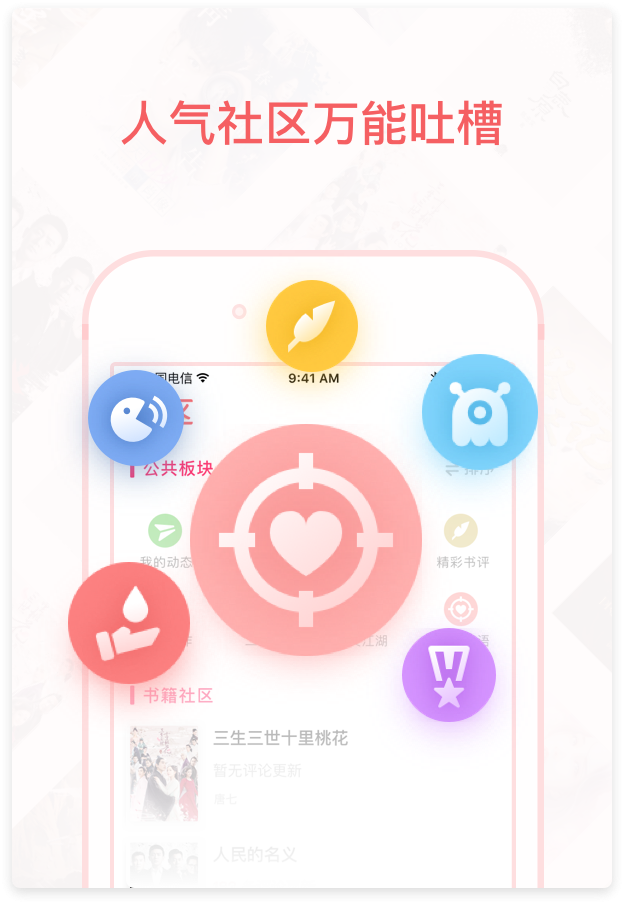 人气社区万能吐槽
国电信
9:41 AM
区
公共板块
排序
我的动态
精彩书评
江湖
语
书籍社区
三生三世十里桃花
暂无评论更新
唐七
人民的名义